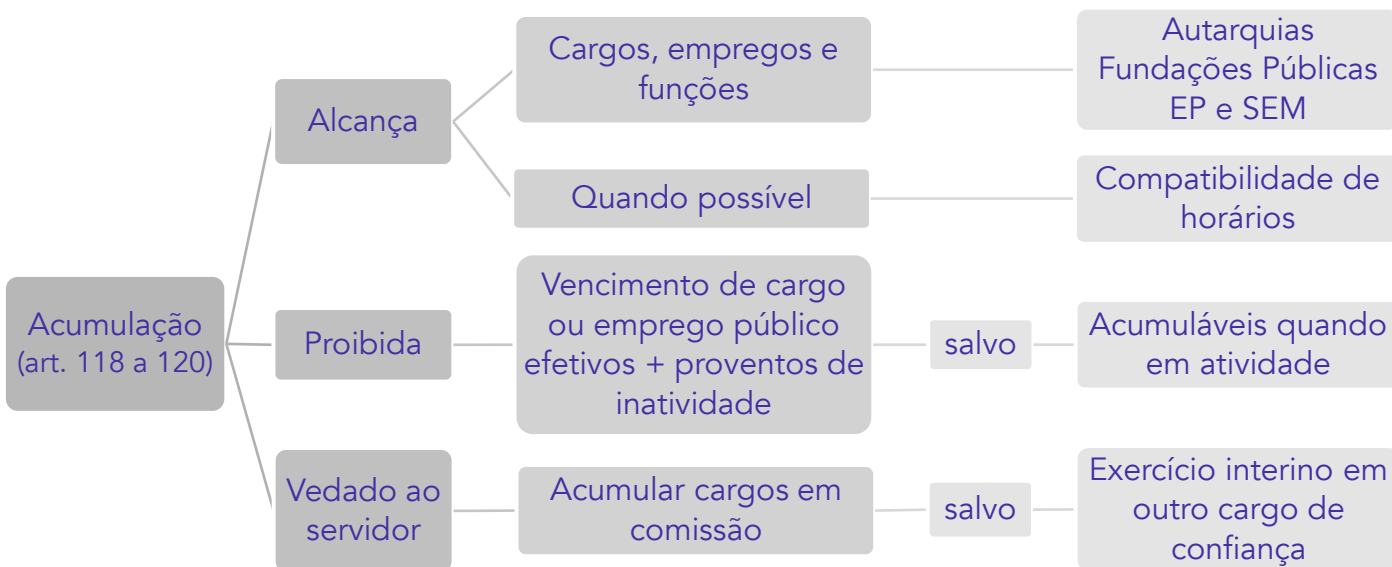 Acumulação
(art. 118 a 120)
Alcança
Cargos, empregos e
funções
Autarquias
Fundações Públicas
EP e SEM
Quando possível
Compatibilidade de
horários
Proibida
Vencimento de cargo
ou emprego público
efetivos + proventos de
inatividade
salvo
Acumuláveis quando
em atividade
Vedado ao
servidor
Acumular cargos em
comissão
salvo
Exercício interino em
outro cargo de
confiança